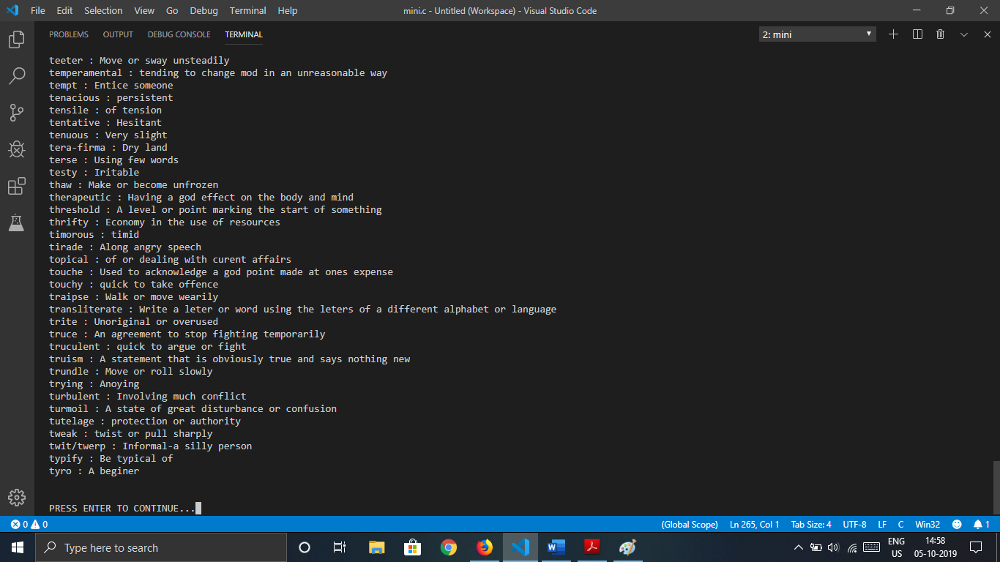 File Edit Selection View Go Debug Terminal Help mini.c - Untitled (Workspace) - Visual Studio Code
PROBLEMS OUTPUT DEBUG CONSOLE TERMINAL 2: mini
teeter : Move or sway unsteadily
temperamental : tending to change mod in an unreasonable way
tempt : Entice someone
tenacious : persistent
tensile : of tension
tentative : Hesitant
tenuous : Very slight
tera-firma : Dry land
terse : Using few words
testy : Iritable
thaw : Make or become unfrozen
therapeutic : Having a god effect on the body and mind
threshold : A level or point marking the start of something
thrifty : Economy in the use of resources
timorous : timid
tirade : Along angry speech
topical : of or dealing with curent affairs
touche : Used to acknowledge a god point made at ones expense
touchy : quick to take offence
traipse : Walk or move wearily
transliterate : Write a leter or word using the leters of a different alphabet or language
trite : Unoriginal or overused
truce : An agreement to stop fighting temporarily
truculent : quick to argue or fight
truism : A statement that is obviously true and says nothing new
trundle : Move or roll slowly
trying : Anoying
turbulent : Involving much conflict
turmoil : A state of great disturbance or confusion
tutelage : protection or authority
tweak : twist or pull sharply
twit/twerp : Informal-a silly person
typify : Be typical of
tyro : A beginer
PRESS ENTER TO CONTINUE...
0 0 (Global Scope) Ln 265, Col 1 Tab Size: 4 UTF-8 LF C Win32 1
Type here to search ENG 14:58
US 05-10-2019